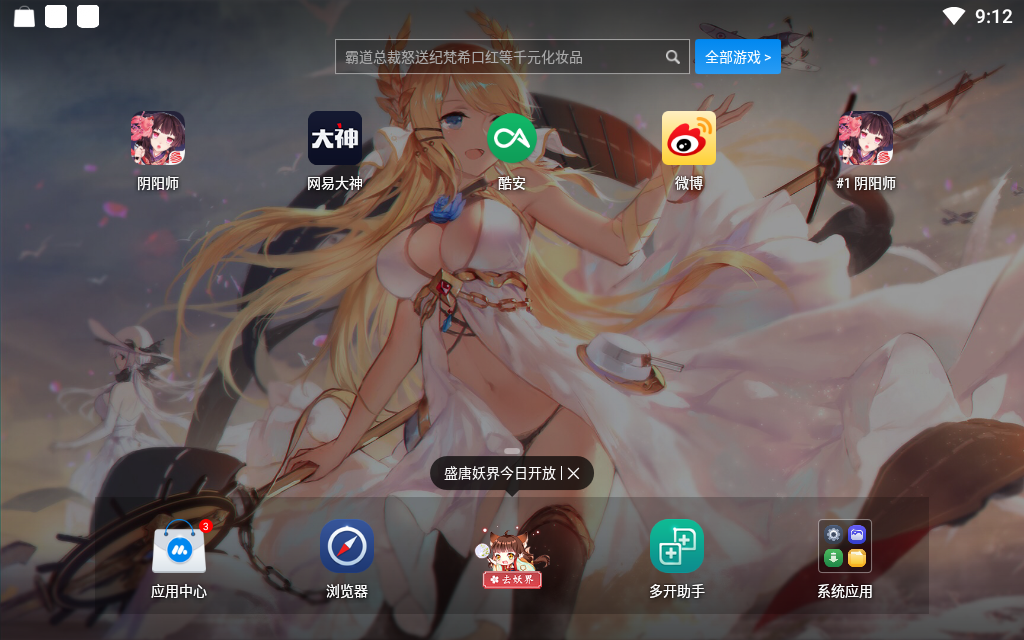 9:12
霸道总裁怒送纪梵希口红等千元化妆品
全部游戏 >
大神
阴阳师
网易大神
酷安
微博
#1 阴阳师
盛唐妖界今日开放
3
去妖界
应用中心
浏览器
多开助手
系统应用